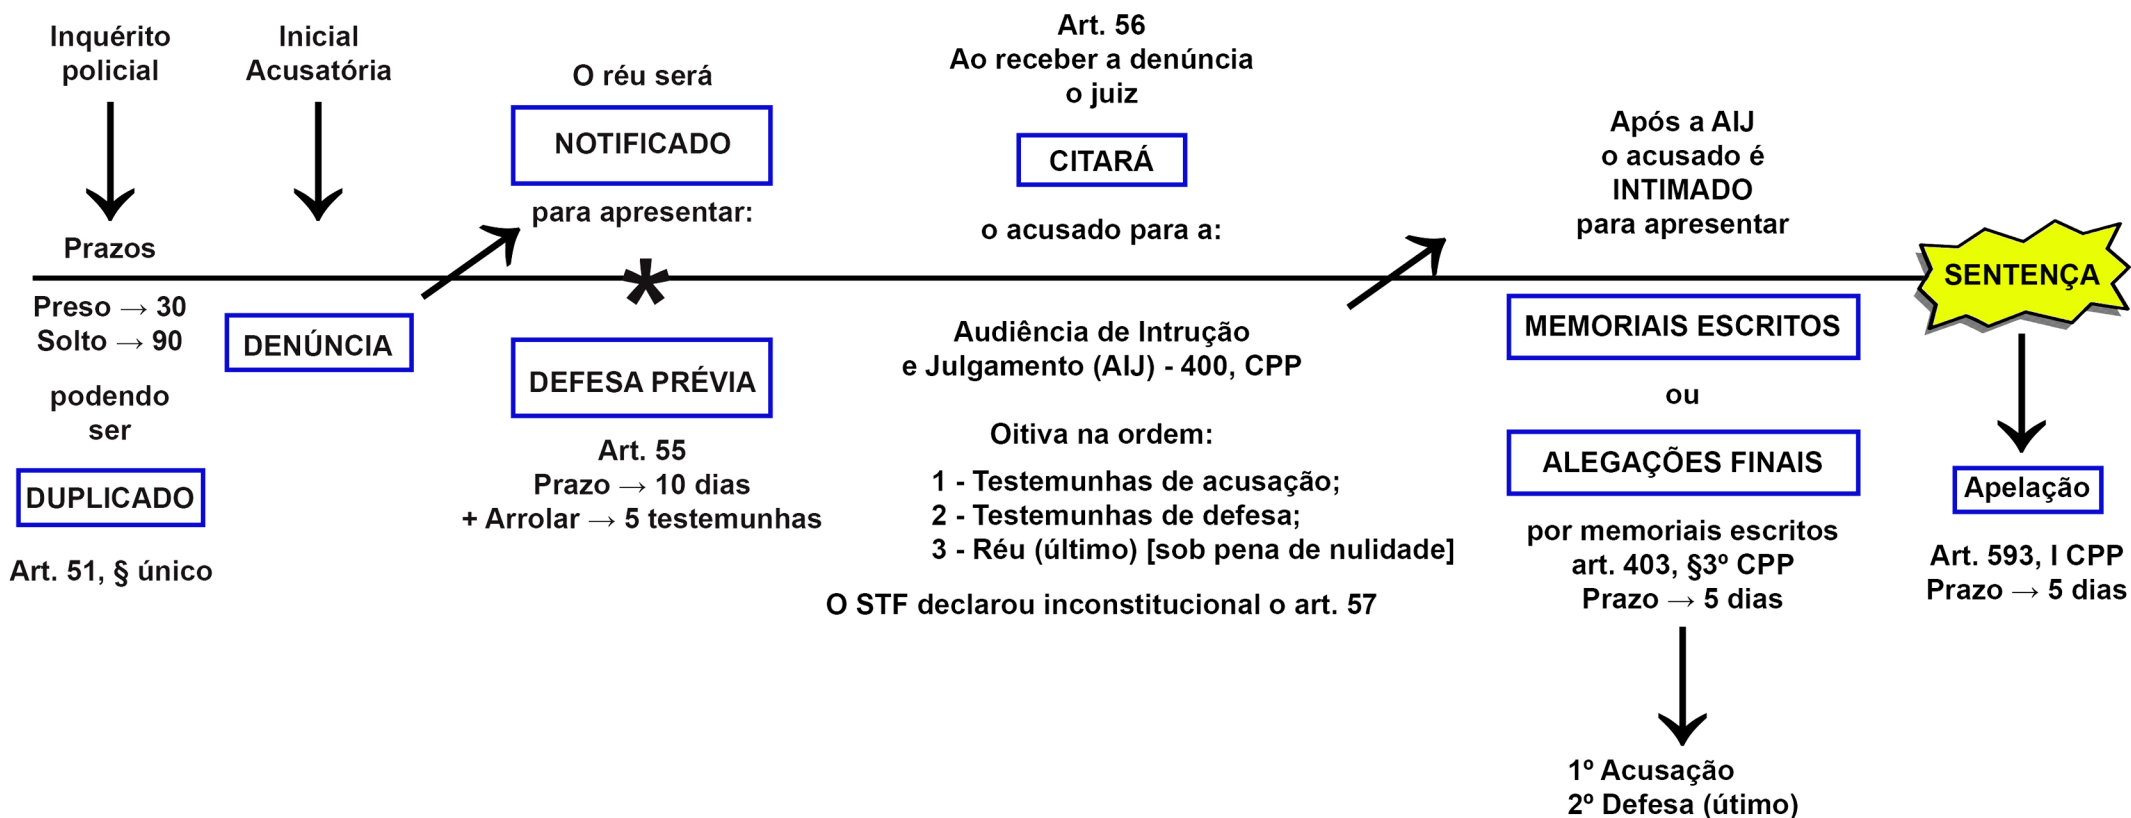 Inquérito
policial
Prazos
Preso → 30
Solto → 90
podendo
ser
DUPLICADO
Art. 51, § único
Inicial
Acusatória
DENÚNCIA
O réu será
NOTIFICADO
para apresentar:
*
DEFESA PRÉVIA
Art. 55
Prazo → 10 dias
+ Arrolar → 5 testemunhas
Art. 56
Ao receber a denúncia
o juiz
CITARÁ
o acusado para a:
Audiência de Intrução
e Julgamento (AIJ) - 400, CPP
Oitiva na ordem:
1 - Testemunhas de acusação;
2 - Testemunhas de defesa;
3 - Réu (último) [sob pena de nulidade]
O STF declarou inconstitucional o art. 57
Após a AIJ
o acusado é
INTIMADO
para apresentar
MEMORIAIS ESCRITOS
ou
ALEGAÇÕES FINAIS
por memoriais escritos
art. 403, §3º CPP
Prazo → 5 dias
1º Acusação
2º Defesa (útimo)
SENTENÇA
Apelação
Art. 593, I CPP
Prazo → 5 dias